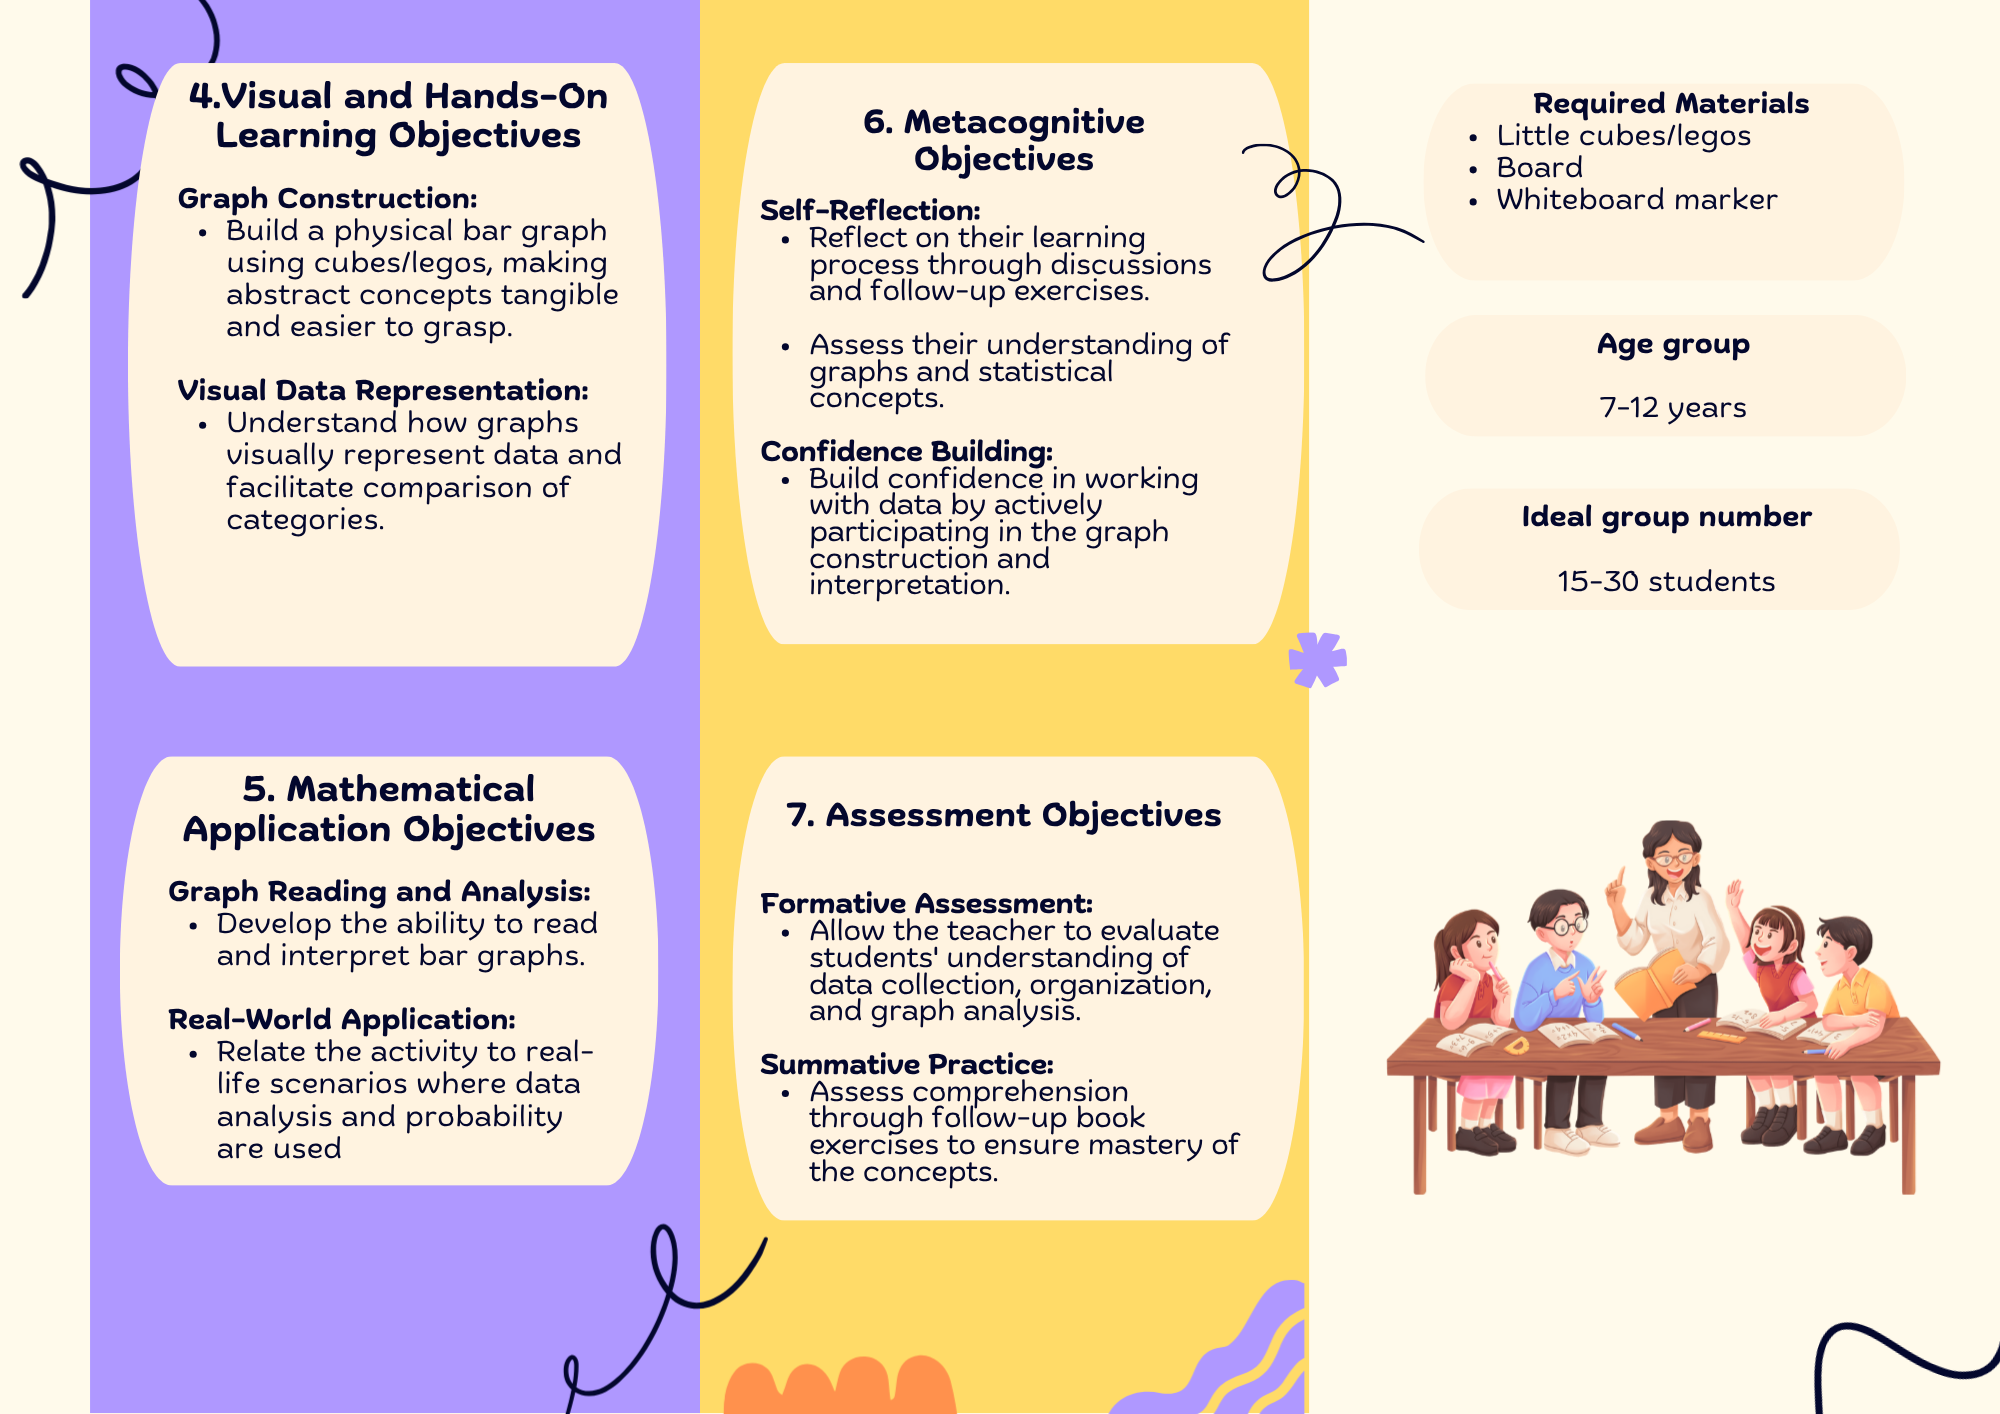 4.Visual and Hands-On
Learning Objectives
Graph Construction:
• Build a physical bar graph
using cubes/legos, making
abstract concepts tangible
and easier to grasp.
Visual Data Representation:
• Understand how graphs
visually represent data and
facilitate comparison of
categories.
5. Mathematical
Application Objectives
Graph Reading and Analysis:
• Develop the ability to read
and interpret bar graphs.
Real-World Application:
• Relate the activity to real-
life scenarios where data
analysis and probability
are used
6. Metacognitive
Objectives
Self-Reflection:
• Reflect on their learning
process through discussions
and follow-up exercises.
• Assess their understanding of
graphs and statistical
concepts.
Confidence Building:
• Build confidence in working
with data by actively
participating in the graph
construction and
interpretation.
7. Assessment Objectives
Formative Assessment:
• Allow the teacher to evaluate
students' understanding of
data collection, organization,
and graph analysis.
Summative Practice:
• Assess comprehension
through follow-up book
exercises to ensure mastery of
the concepts.
Required Materials
• Little cubes/legos
• Board
• Whiteboard marker
Age group
7-12 years
Ideal group number
15-30 students